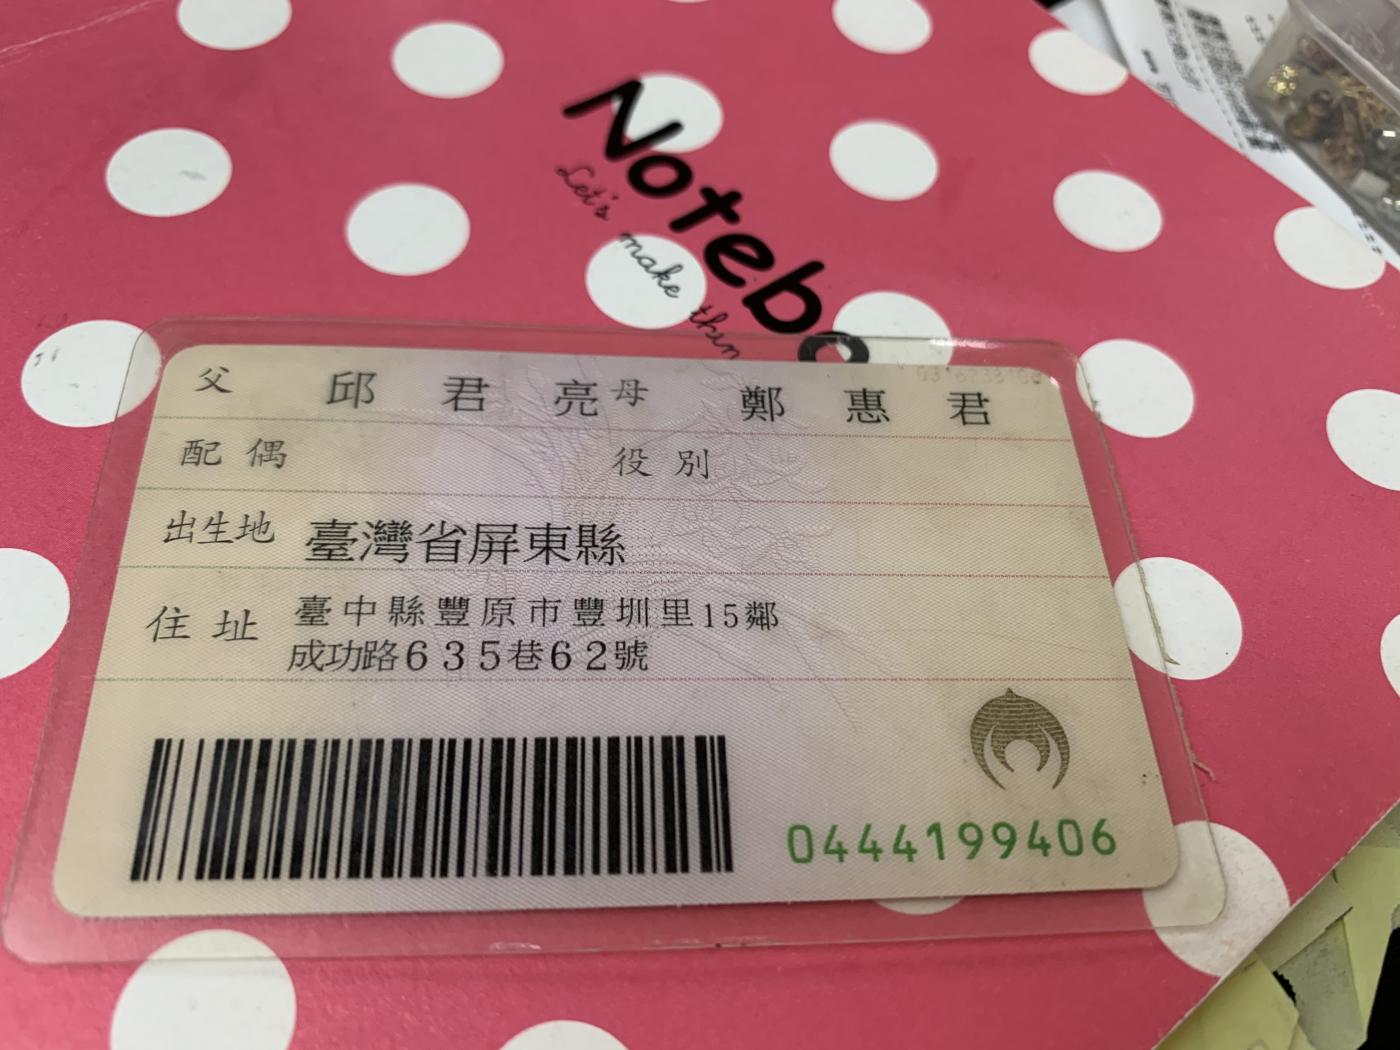 Notebo
Let's make thin
父 邱君亮 母 鄭惠君
配偶 役別
出生地 臺灣省屏東縣
住址 臺中縣豐原市豐圳里15鄰
成功路635巷62號
0444199406